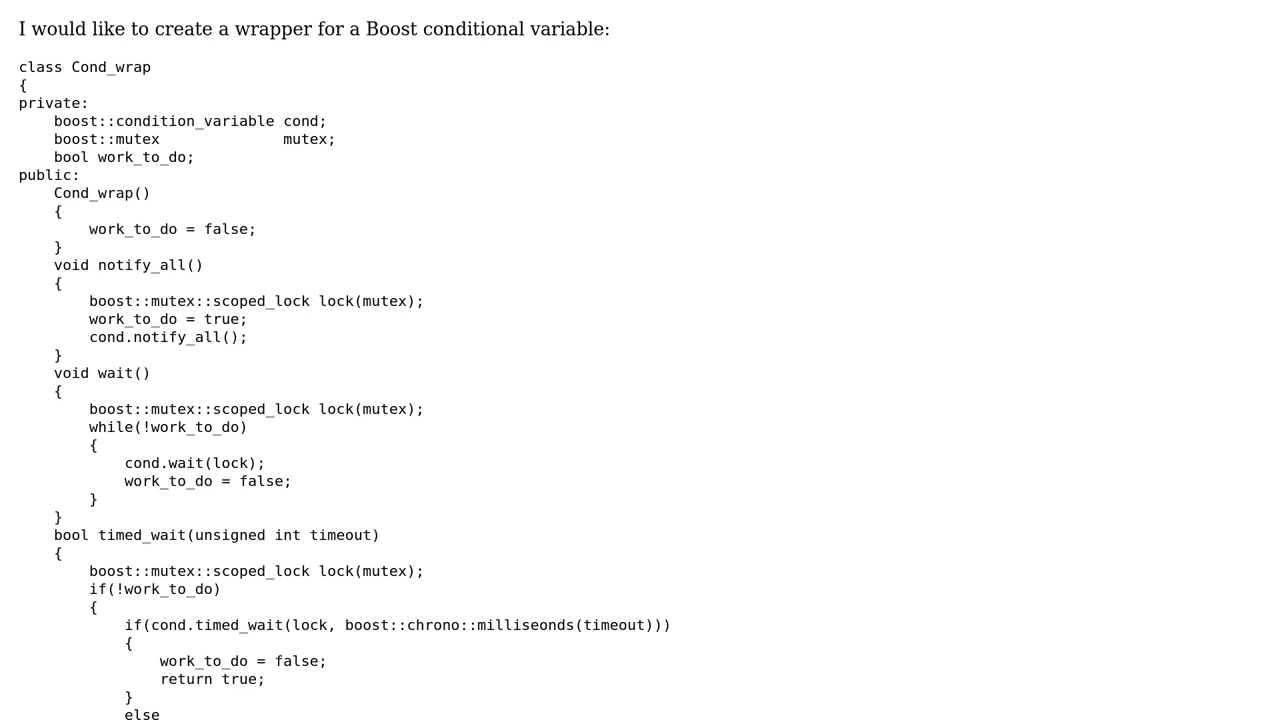 I would like to create a wrapper for a Boost conditional variable:
class Cond_wrap
{
private:
    boost::condition_variable cond;
    boost::mutex              mutex;
    bool work_to_do;
public:
    Cond_wrap()
    {
        work_to_do = false;
    }
    void notify_all()
    {
        boost::mutex::scoped_lock lock(mutex);
        work_to_do = true;
        cond.notify_all();
    }
    void wait()
    {
        boost::mutex::scoped_lock lock(mutex);
        while(!work_to_do)
        {
            cond.wait(lock);
            work_to_do = false;
        }
    }
    bool timed_wait(unsigned int timeout)
    {
        boost::mutex::scoped_lock lock(mutex);
        if(!work_to_do)
        {
            if(cond.timed_wait(lock, boost::chrono::milliseonds(timeout)))
            {
                work_to_do = false;
                return true;
            }
            else